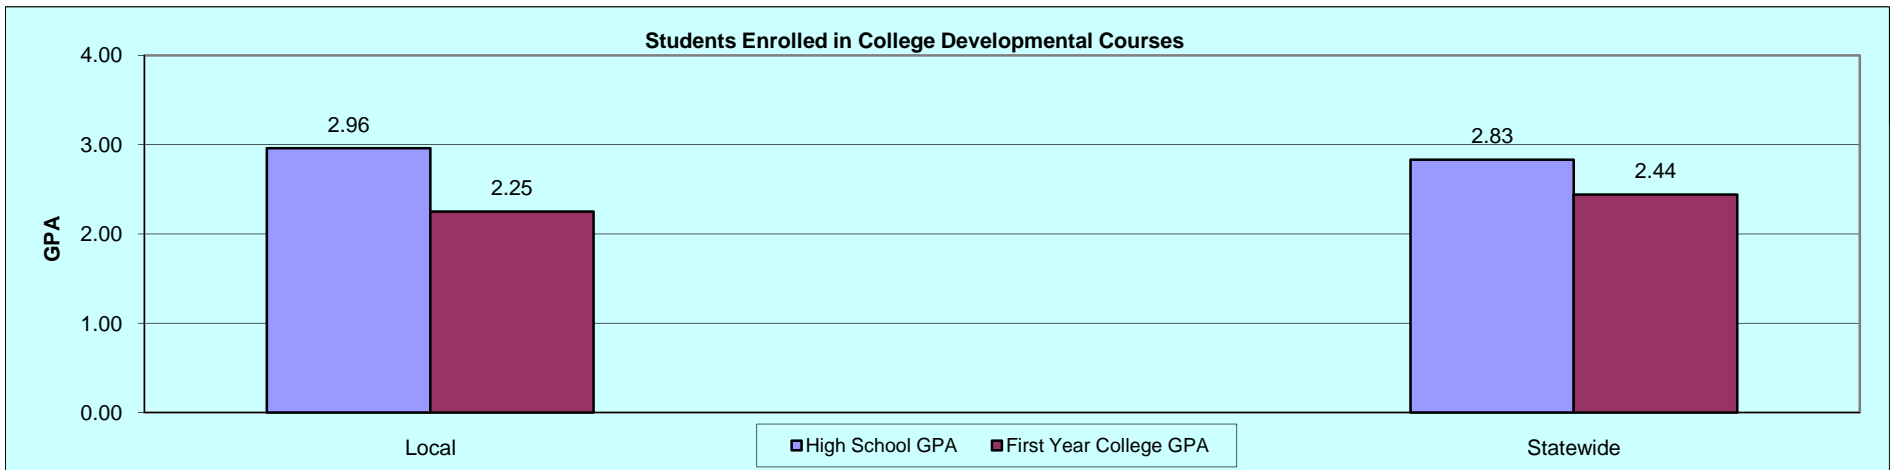 Students Enrolled in College Developmental Courses
4.00
3.00
2.00
1.00
0.00
GPA
2.96
2.25
2.83
2.44
Local
High School GPA
First Year College GPA
Statewide